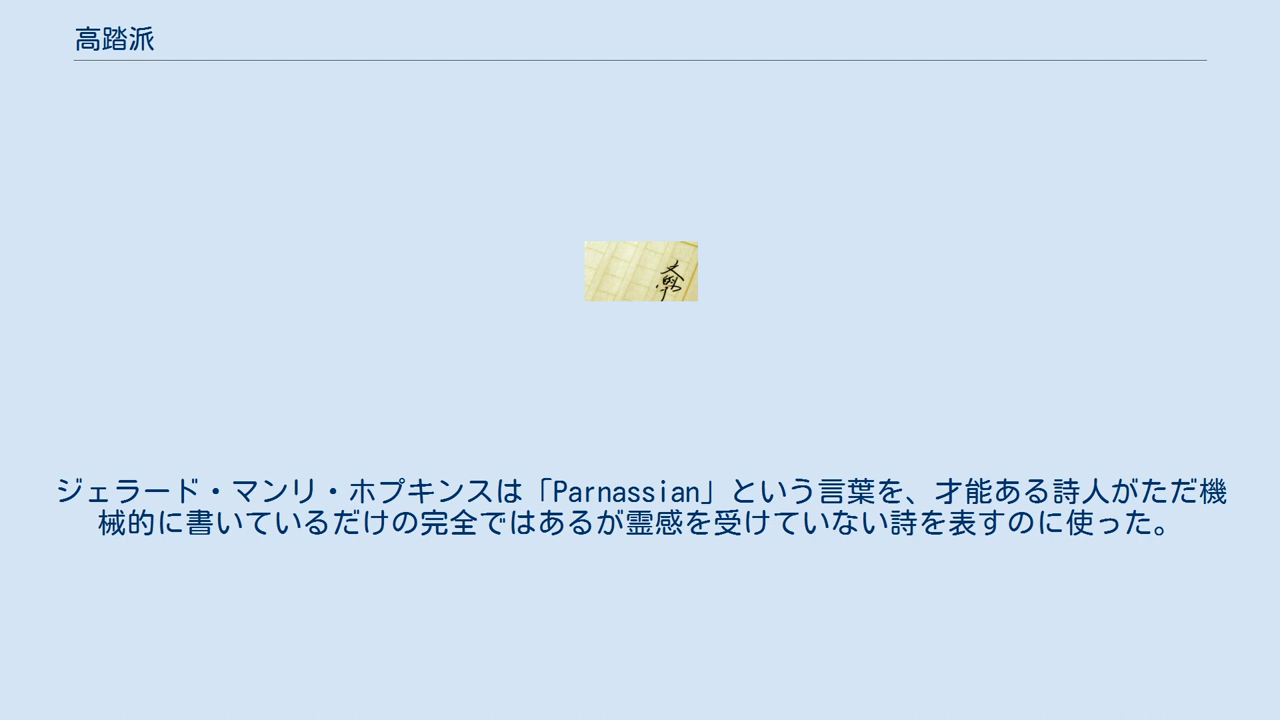 高踏派
ジェラード・マンリ・ホプキンスは「Parnassian」という言葉を、才能ある詩人がただ機
械的に書いているだけの完全ではあるが霊感を受けていない詩を表すのに使った。